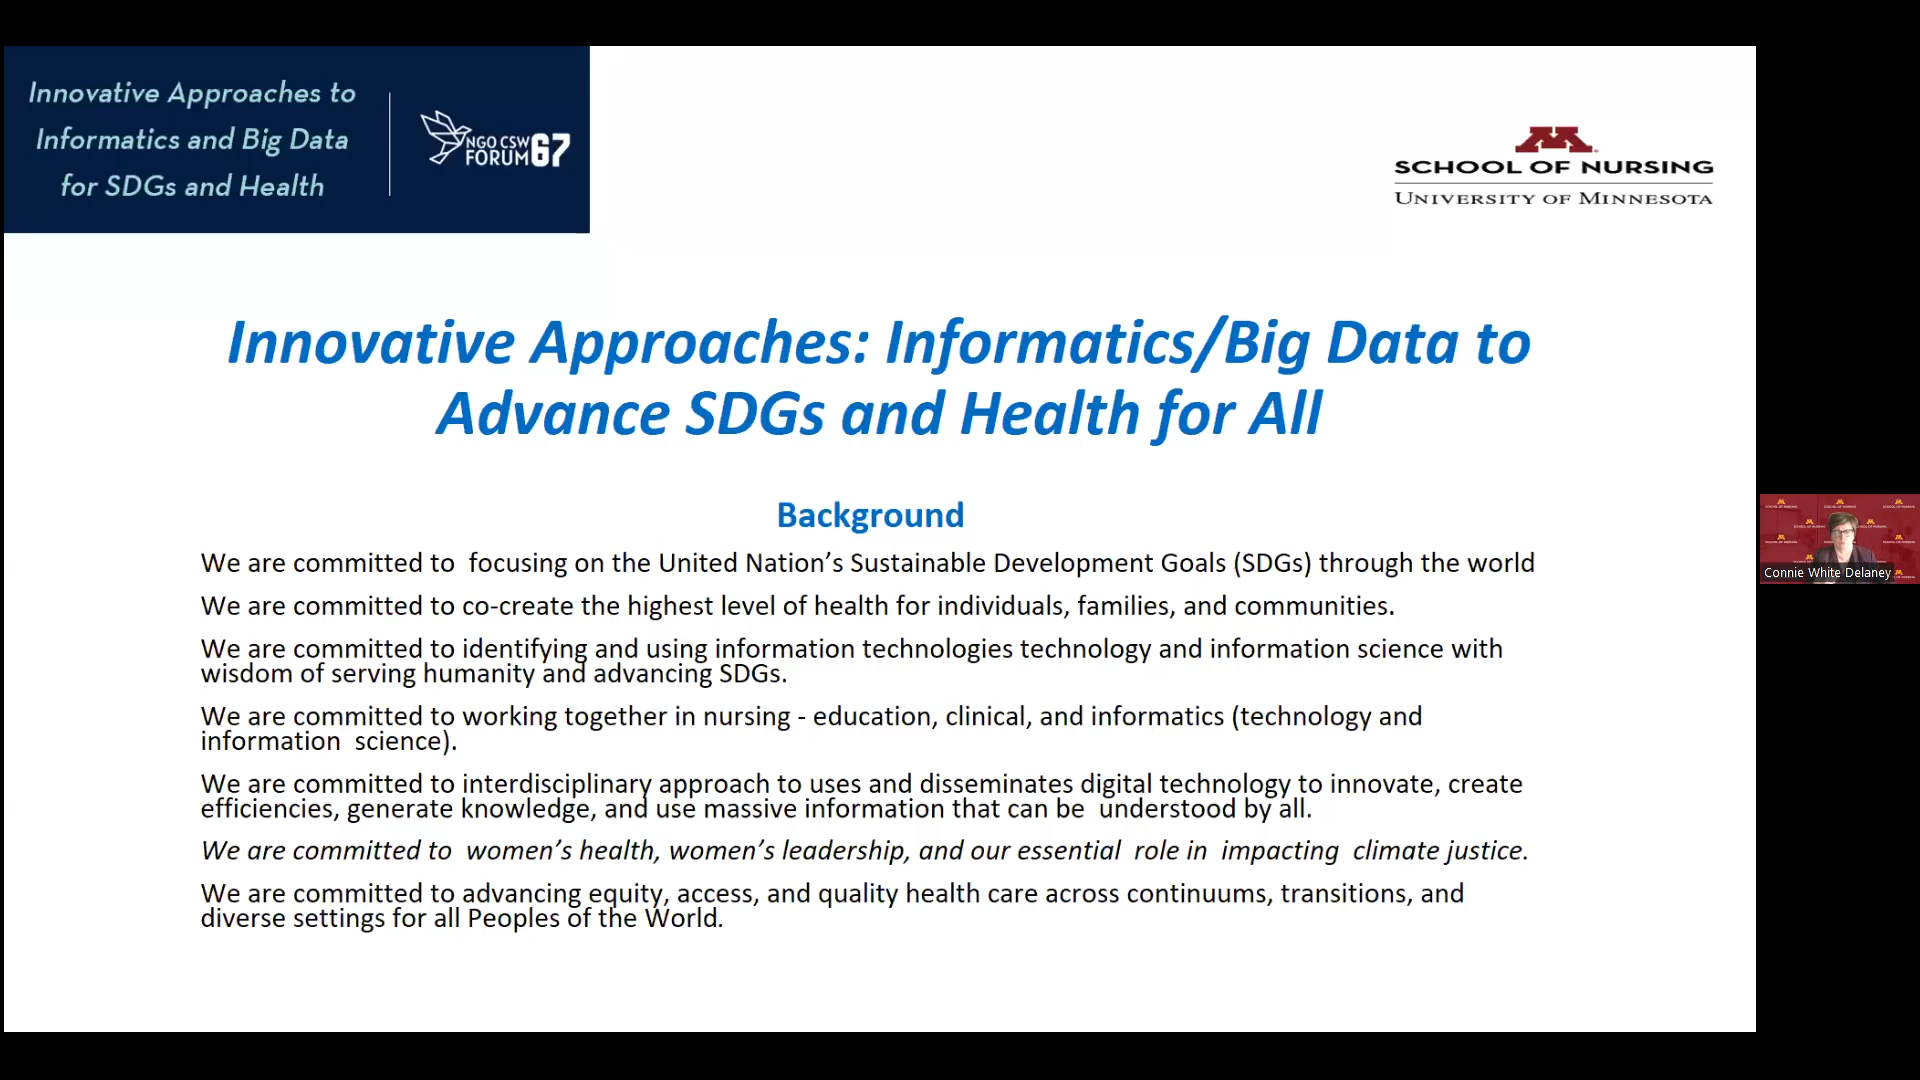 Innovative Approaches to
Informatics and Big Data
for SDGs and Health
NGO CSW
FORUM 67
SCHOOL OF NURSING
UNIVERSITY OF MINNESOTA
Innovative Approaches: Informatics/Big Data to
Advance SDGs and Health for All
Background
We are committed to  focusing on the United Nation's Sustainable Development Goals (SDGs) through the world
We are committed to co-create the highest level of health for individuals, families, and communities.
We are committed to identifying and using information technologies technology and information science with
wisdom of serving humanity and advancing SDGs.
We are committed to working together in nursing - education, clinical, and informatics (technology and
information  science).
We are committed to interdisciplinary approach to uses and disseminates digital technology to innovate, create
efficiencies, generate knowledge, and use massive information that can be  understood by all.
We are committed to  women's health, women's leadership, and our essential  role in  impacting  climate justice.
We are committed to advancing equity, access, and quality health care across continuums, transitions, and
diverse settings for all Peoples of the World.
Connie White Delaney